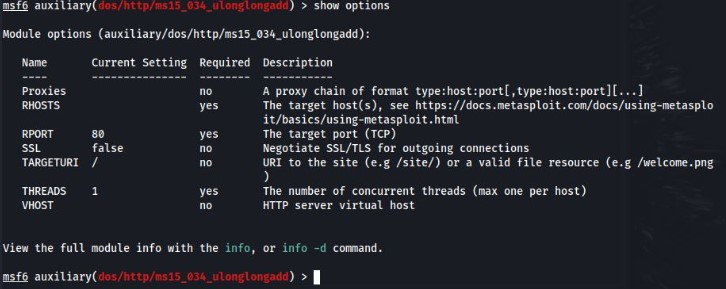 msf6 auxiliary(dos/http/ms15_034_ulonglongadd) > show options
Module options (auxiliary/dos/http/ms15_034_ulonglongadd):
Name Current Setting Required Description
---- --------------- -------- -----------
Proxies no A proxy chain of format type:host:port[,type:host:port][...]
RHOSTS yes The target host(s), see https://docs.metasploit.com/docs/using-metasplo
it/basics/using-metasploit.html
RPORT 80 yes The target port (TCP)
SSL false no Negotiate SSL/TLS for outgoing connections
TARGETURI / no URI to the site (e.g /site/) or a valid file resource (e.g /welcome.png
)
THREADS 1 yes The number of concurrent threads (max one per host)
VHOST no HTTP server virtual host
View the full module info with the info, or info -d command.
msf6 auxiliary(dos/http/ms15_034_ulonglongadd) >